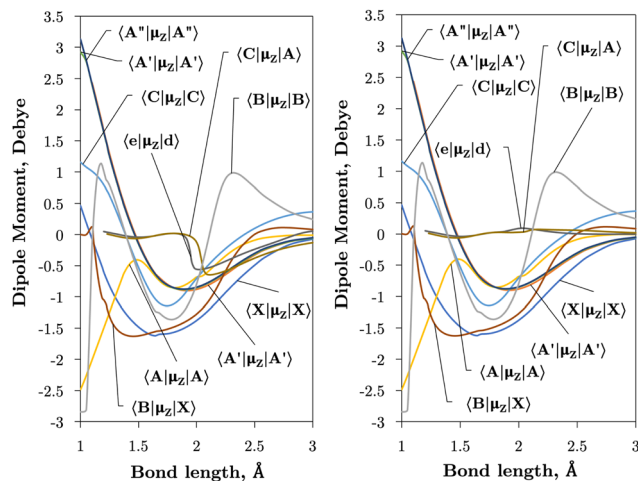 Dipole Moment, Debye
3.5
3
2.5
2
1.5
1
0.5
0
-0.5
-1
-1.5
-2
-2.5
-3
⟨A"|μz|A"⟩
⟨A'|μz|A'⟩
⟨C|μz|A⟩
⟨C|μz|C⟩
⟨B|μz|B⟩
⟨e|μz|d⟩
⟨X|μz|X⟩
⟨A'|μz|A'⟩
⟨A|μz|A⟩
⟨B|μz|X⟩
1 1.5 2 2.5 3
Bond length, Å
Dipole Moment, Debye
3.5
3
2.5
2
1.5
1
0.5
0
-0.5
-1
-1.5
-2
-2.5
-3
⟨A"|μz|A"⟩
⟨C|μz|A⟩
⟨A'|μz|A'⟩
⟨C|μz|C⟩
⟨B|μz|B⟩
⟨e|μz|d⟩
⟨X|μz|X⟩
⟨A'|μz|A'⟩
⟨A|μz|A⟩
⟨B|μz|X⟩
1 1.5 2 2.5 3
Bond length, Å